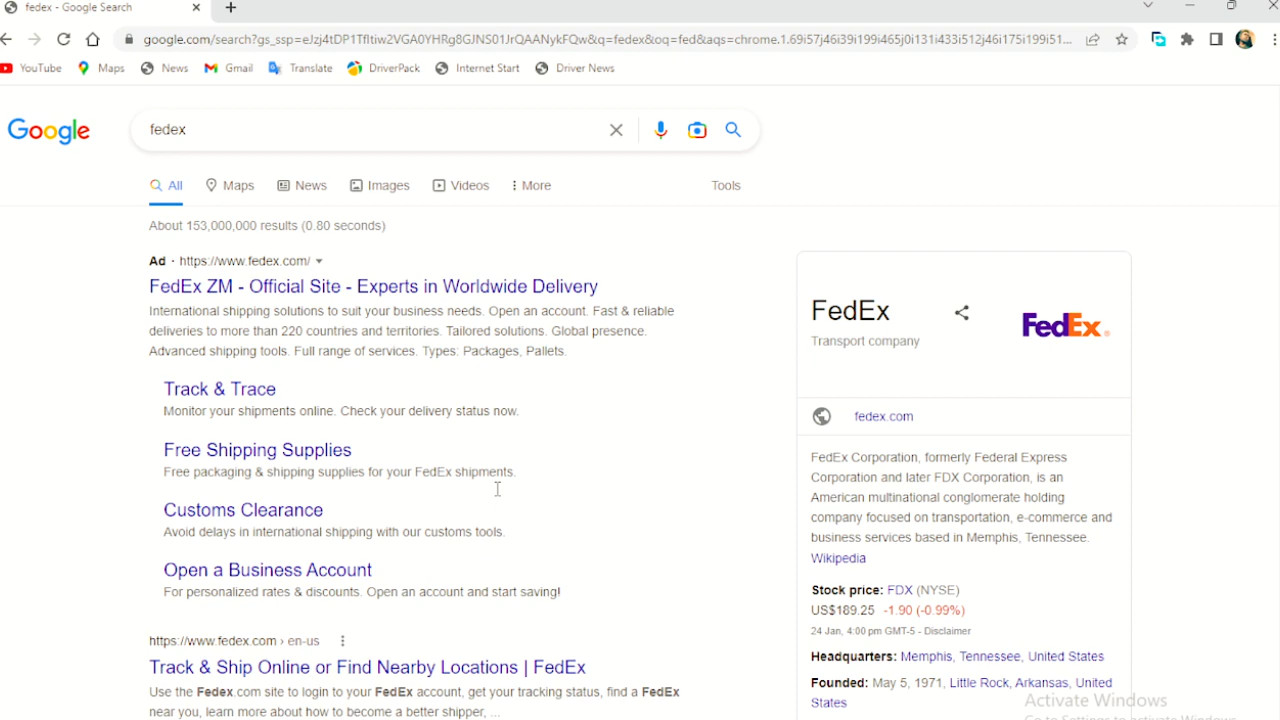 fedex - Google Search
google.com/search?gs_ssp=eJzj4tDP1TfItiw2VGA0YHRg8GJNS01JrQAANykFQw&q=fedex&oq=fed&aqs=chrome.1.69i57j46i39i199i465j0i131i433i512j46i175i199i51...
YouTube Maps News Gmail Translate DriverPack Internet Start Driver News
Google fedex
All Maps News Images Videos More Tools
About 153,000,000 results (0.80 seconds)
Ad · https://www.fedex.com/
FedEx ZM - Official Site - Experts in Worldwide Delivery
International shipping solutions to suit your business needs. Open an account. Fast & reliable
deliveries to more than 220 countries and territories. Tailored solutions. Global presence.
Advanced shipping tools. Full range of services. Types: Packages, Pallets.
Track & Trace
Monitor your shipments online. Check your delivery status now.
Free Shipping Supplies
Free packaging & shipping supplies for your FedEx shipments.
Customs Clearance
Avoid delays in international shipping with our customs tools.
Open a Business Account
For personalized rates & discounts. Open an account and start saving!
https://www.fedex.com › en-us
Track & Ship Online or Find Nearby Locations | FedEx
Use the Fedex.com site to login to your FedEx account, get your tracking status, find a FedEx
near you, learn more about how to become a better shipper, ...
FedEx
Transport company
FedEx
fedex.com
FedEx Corporation, formerly Federal Express
Corporation and later FDX Corporation, is an
American multinational conglomerate holding
company focused on transportation, e-commerce and
business services based in Memphis, Tennessee.
Wikipedia
Stock price: FDX (NYSE)
US$189.25 -1.90 (-0.99%)
24 Jan, 4:00 pm GMT-5 - Disclaimer
Headquarters: Memphis, Tennessee, United States
Founded: May 5, 1971, Little Rock, Arkansas, United
States
Activate Windows
Go to Settings to activate Windows